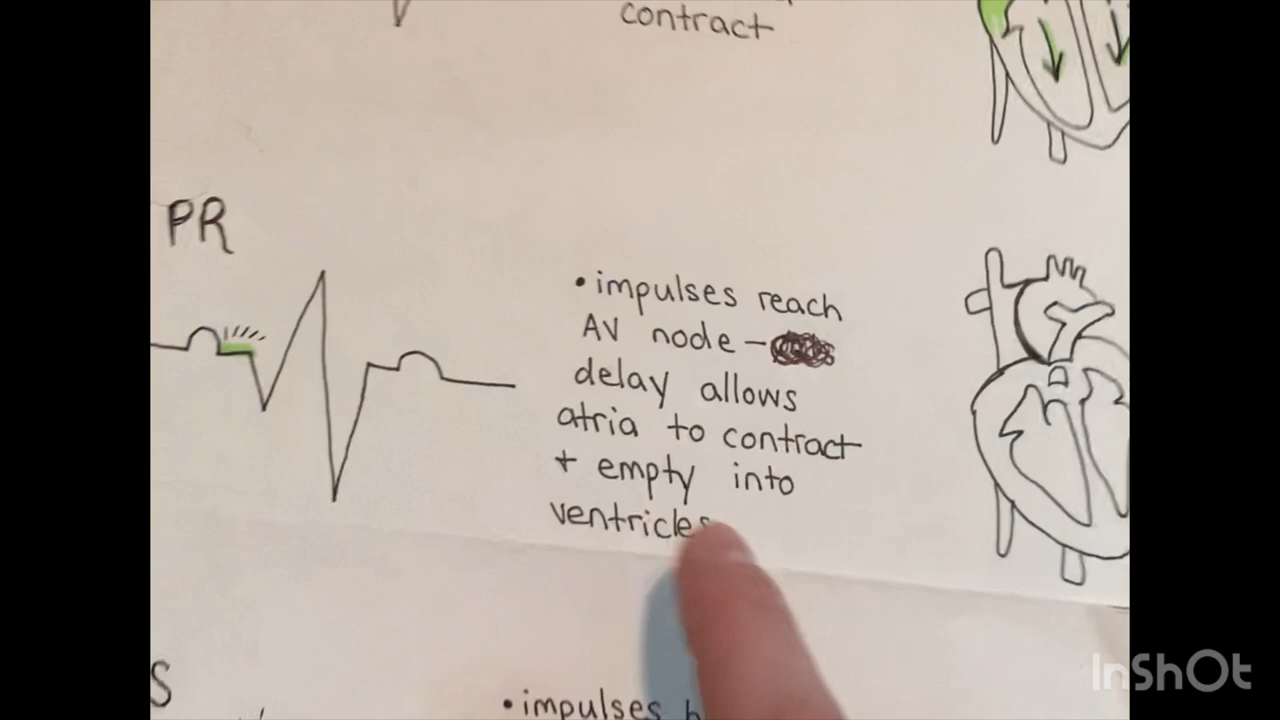 contract
PR
• impulses reach
AV node –
delay allows
atria to contract
+ empty into
ventricles
S
• impulses
InShOt